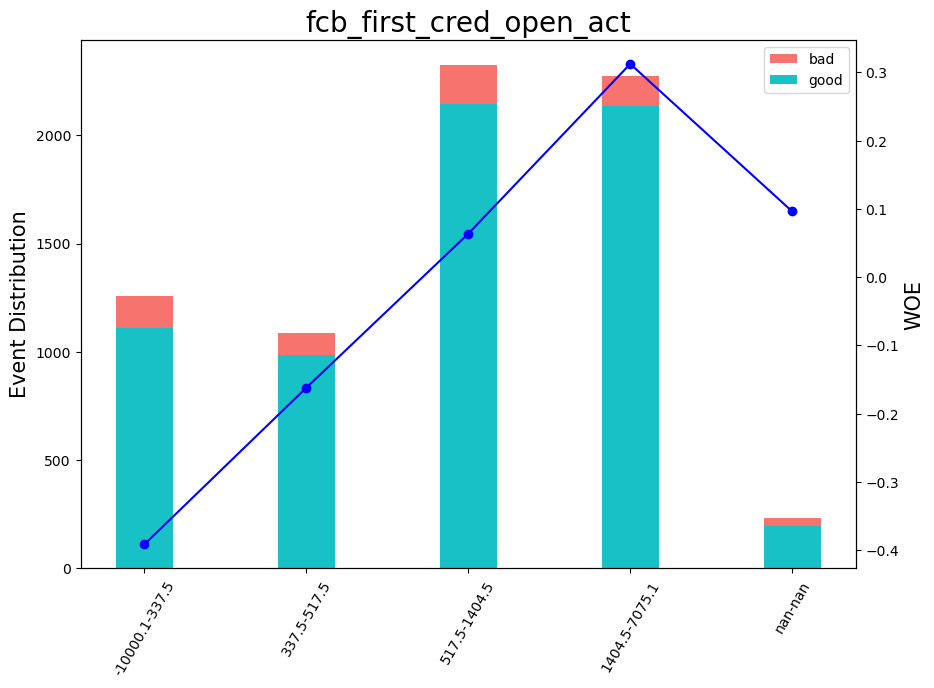 fcb_first_cred_open_act
bad
good
Event Distribution
2000
1500
1000
500
0
0.3
0.2
0.1
0.0
−0.1
−0.2
−0.3
−0.4
WOE
-10000.1-337.5
337.5-517.5
517.5-1404.5
1404.5-7075.1
nan-nan